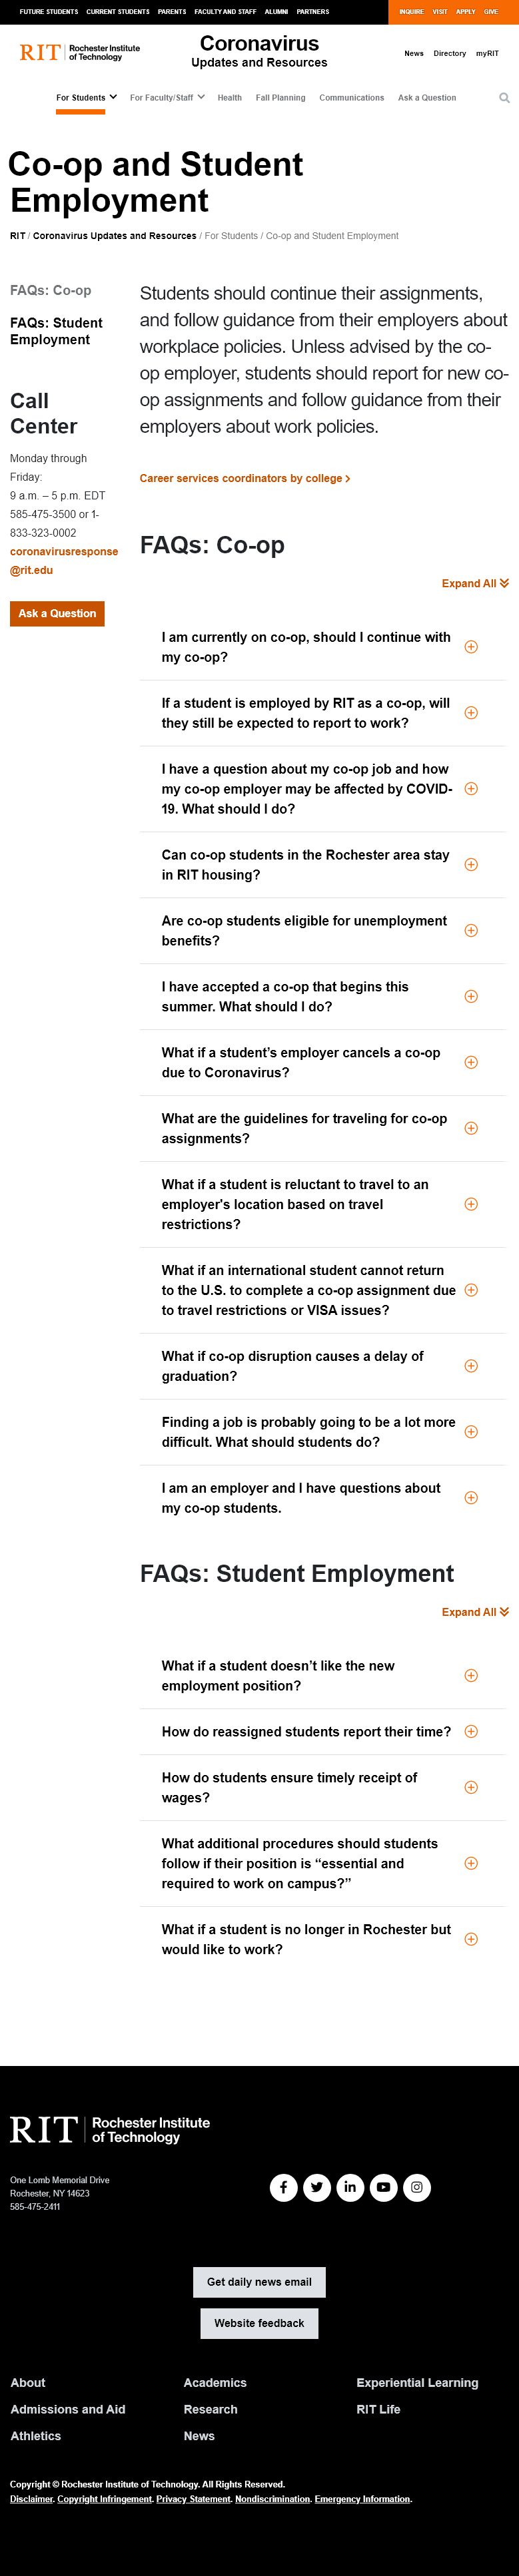 FUTURE STUDENTS CURRENT STUDENTS PARENTS FACULTY AND STAFF ALUMNI PARTNERS INQUIRE VISIT APPLY GIVE
RIT Rochester Institute of Technology
Coronavirus
Updates and Resources
News Directory myRIT
For Students For Faculty/Staff Health Fall Planning Communications Ask a Question
Co-op and Student
Employment
RIT / Coronavirus Updates and Resources / For Students / Co-op and Student Employment
FAQs: Co-op
FAQs: Student
Employment
Call
Center
Monday through
Friday:
9 a.m. – 5 p.m. EDT
585-475-3500 or 1-
833-323-0002
coronavirusresponse
@rit.edu
Ask a Question
Students should continue their assignments,
and follow guidance from their employers about
workplace policies. Unless advised by the co-
op employer, students should report for new co-
op assignments and follow guidance from their
employers about work policies.
Career services coordinators by college
FAQs: Co-op
Expand All
I am currently on co-op, should I continue with
my co-op?
If a student is employed by RIT as a co-op, will
they still be expected to report to work?
I have a question about my co-op job and how
my co-op employer may be affected by COVID-
19. What should I do?
Can co-op students in the Rochester area stay
in RIT housing?
Are co-op students eligible for unemployment
benefits?
I have accepted a co-op that begins this
summer. What should I do?
What if a student’s employer cancels a co-op
due to Coronavirus?
What are the guidelines for traveling for co-op
assignments?
What if a student is reluctant to travel to an
employer's location based on travel
restrictions?
What if an international student cannot return
to the U.S. to complete a co-op assignment due
to travel restrictions or VISA issues?
What if co-op disruption causes a delay of
graduation?
Finding a job is probably going to be a lot more
difficult. What should students do?
I am an employer and I have questions about
my co-op students.
FAQs: Student Employment
Expand All
What if a student doesn’t like the new
employment position?
How do reassigned students report their time?
How do students ensure timely receipt of
wages?
What additional procedures should students
follow if their position is “essential and
required to work on campus?”
What if a student is no longer in Rochester but
would like to work?
RIT Rochester Institute
of Technology
One Lomb Memorial Drive
Rochester, NY 14623
585-475-2411
Get daily news email
Website feedback
About Academics Experiential Learning
Admissions and Aid Research RIT Life
Athletics News
Copyright © Rochester Institute of Technology. All Rights Reserved.
Disclaimer. Copyright Infringement. Privacy Statement. Nondiscrimination. Emergency Information.